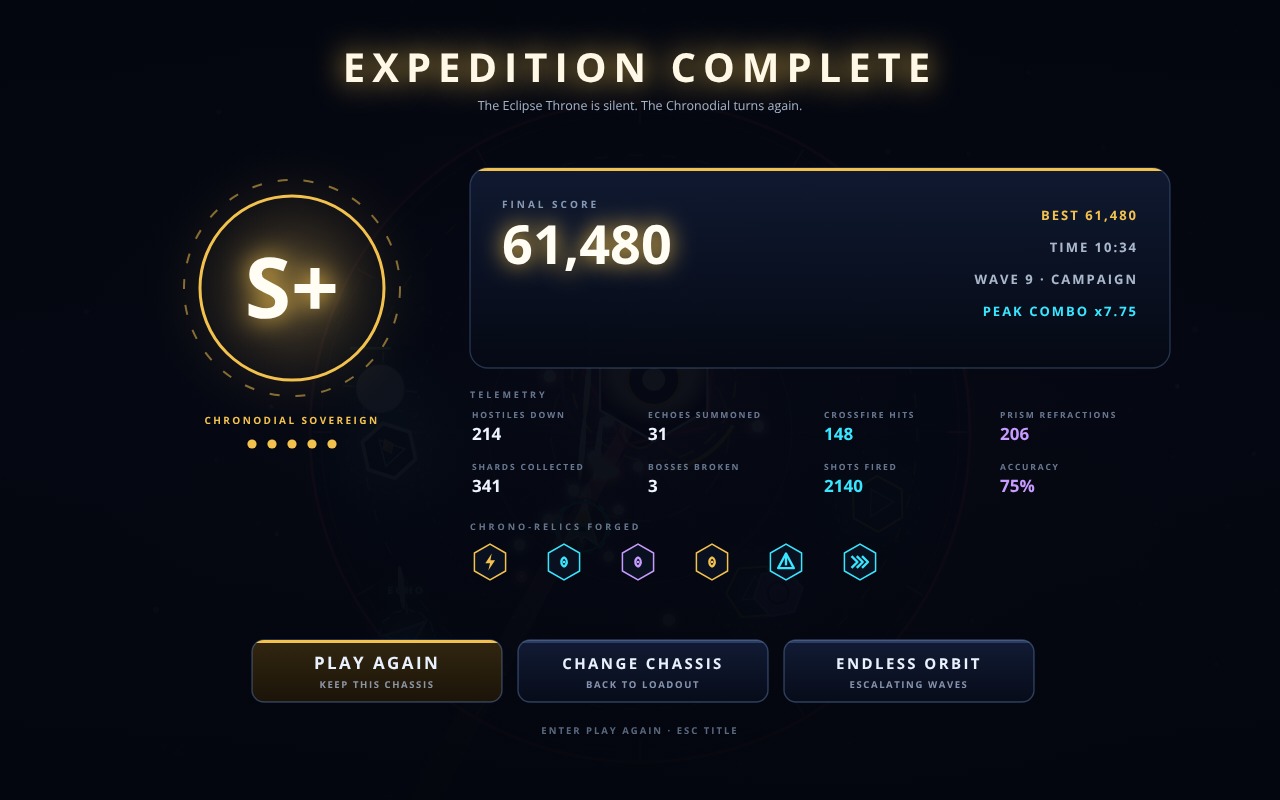 EXPEDITION COMPLETE
The Eclipse Throne is silent. The Chronodial turns again.
S+
CHRONODIAL SOVEREIGN
FINAL SCORE
61,480
BEST 61,480
TIME 10:34
WAVE 9 · CAMPAIGN
PEAK COMBO x7.75
TELEMETRY
HOSTILES DOWN
214
ECHOES SUMMONED
31
CROSSFIRE HITS
148
PRISM REFRACTIONS
206
SHARDS COLLECTED
341
BOSSES BROKEN
3
SHOTS FIRED
2140
ACCURACY
75%
CHRONO-RELICS FORGED
PLAY AGAIN
KEEP THIS CHASSIS
CHANGE CHASSIS
BACK TO LOADOUT
ENDLESS ORBIT
ESCALATING WAVES
ENTER PLAY AGAIN · ESC TITLE